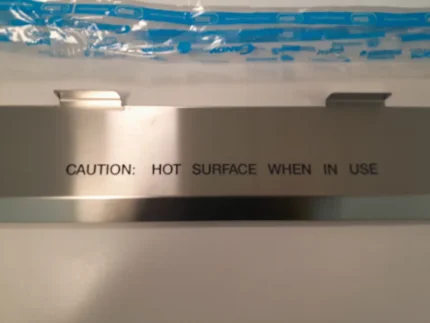 CAUTION: HOT SURFACE WHEN IN USE